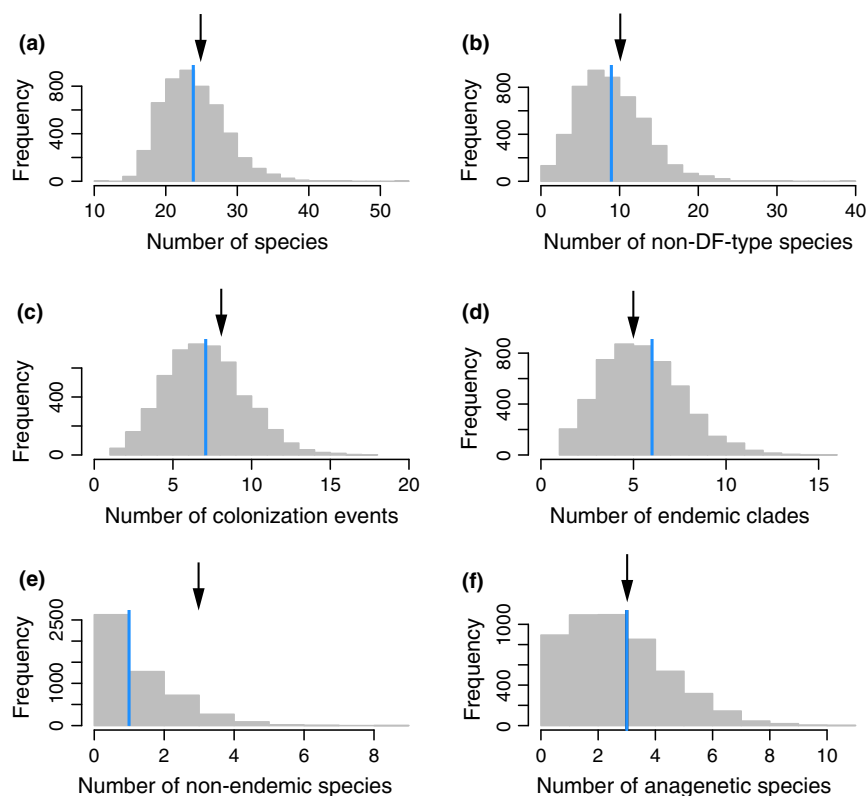 (a)
Frequency
0 400 800
10 20 30 40 50
Number of species
(b)
Frequency
0 400 800
0 10 20 30 40
Number of non-DF-type species
(c)
Frequency
0 400
0 5 10 15 20
Number of colonization events
(d)
Frequency
0 400 800
0 5 10 15
Number of endemic clades
(e)
Frequency
0 1000 2500
0 2 4 6 8
Number of non-endemic species
(f)
Frequency
0 400 1000
0 2 4 6 8 10
Number of anagenetic species